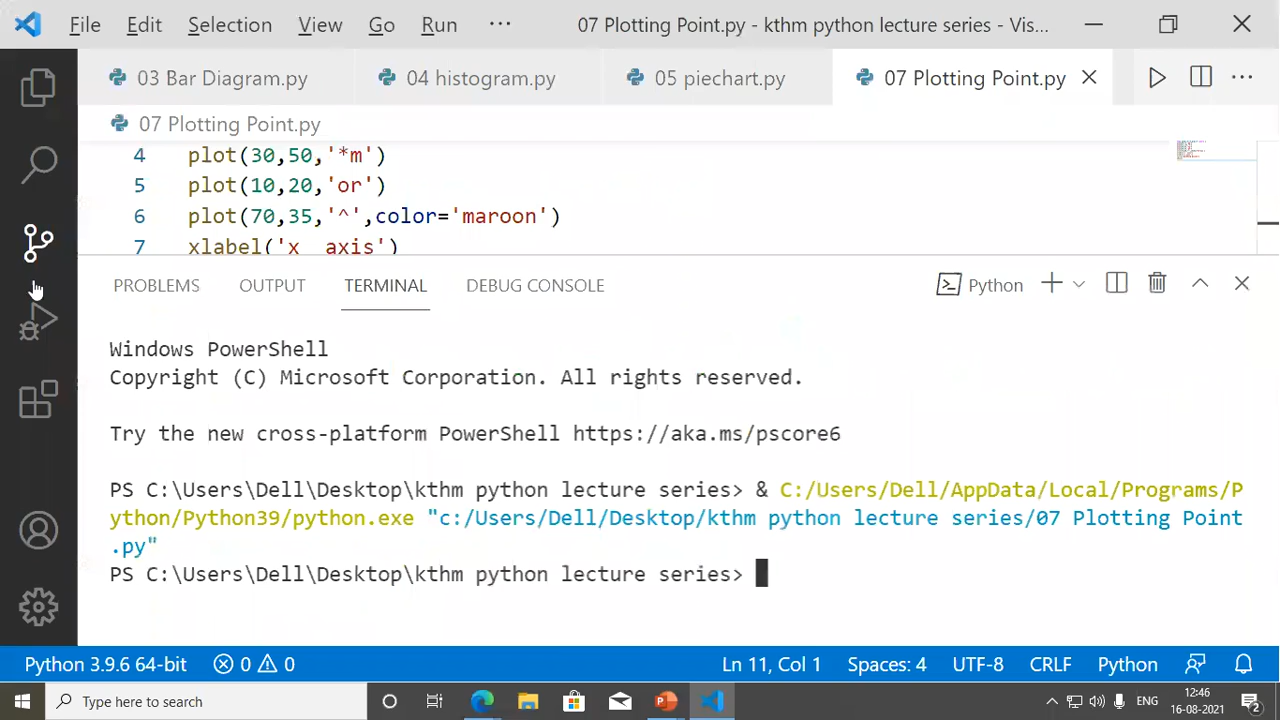 File Edit Selection View Go Run ··· 07 Plotting Point.py - kthm python lecture series - Vis...
03 Bar Diagram.py 04 histogram.py 05 piechart.py 07 Plotting Point.py
07 Plotting Point.py
4 plot(30,50,'*m')
5 plot(10,20,'or')
6 plot(70,35,'^',color='maroon')
7 xlabel('x axis')
PROBLEMS OUTPUT TERMINAL DEBUG CONSOLE Python
Windows PowerShell
Copyright (C) Microsoft Corporation. All rights reserved.
Try the new cross-platform PowerShell https://aka.ms/pscore6
PS C:\Users\Dell\Desktop\kthm python lecture series> & C:/Users/Dell/AppData/Local/Programs/P
ython/Python39/python.exe "c:/Users/Dell/Desktop/kthm python lecture series/07 Plotting Point
.py"
PS C:\Users\Dell\Desktop\kthm python lecture series>
Python 3.9.6 64-bit 0 0 Ln 11, Col 1 Spaces: 4 UTF-8 CRLF Python
Type here to search ENG 12:46
16-08-2021 2